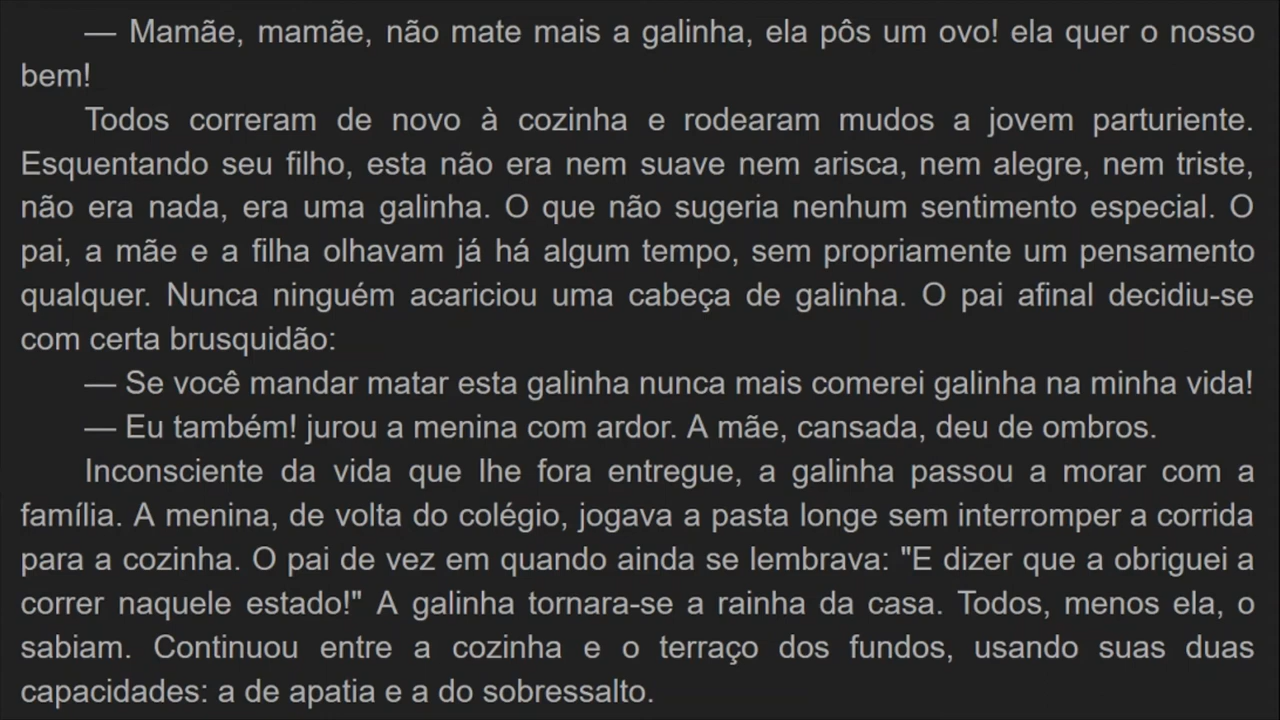 — Mamãe, mamãe, não mate mais a galinha, ela pôs um ovo! ela quer o nosso
bem!
Todos correram de novo à cozinha e rodearam mudos a jovem parturiente.
Esquentando seu filho, esta não era nem suave nem arisca, nem alegre, nem triste,
não era nada, era uma galinha. O que não sugeria nenhum sentimento especial. O
pai, a mãe e a filha olhavam já há algum tempo, sem propriamente um pensamento
qualquer. Nunca ninguém acariciou uma cabeça de galinha. O pai afinal decidiu-se
com certa brusquidão:
— Se você mandar matar esta galinha nunca mais comerei galinha na minha vida!
— Eu também! jurou a menina com ardor. A mãe, cansada, deu de ombros.
Inconsciente da vida que lhe fora entregue, a galinha passou a morar com a
família. A menina, de volta do colégio, jogava a pasta longe sem interromper a corrida
para a cozinha. O pai de vez em quando ainda se lembrava: "E dizer que a obriguei a
correr naquele estado!" A galinha tornara-se a rainha da casa. Todos, menos ela, o
sabiam. Continuou entre a cozinha e o terraço dos fundos, usando suas duas
capacidades: a de apatia e a do sobressalto.